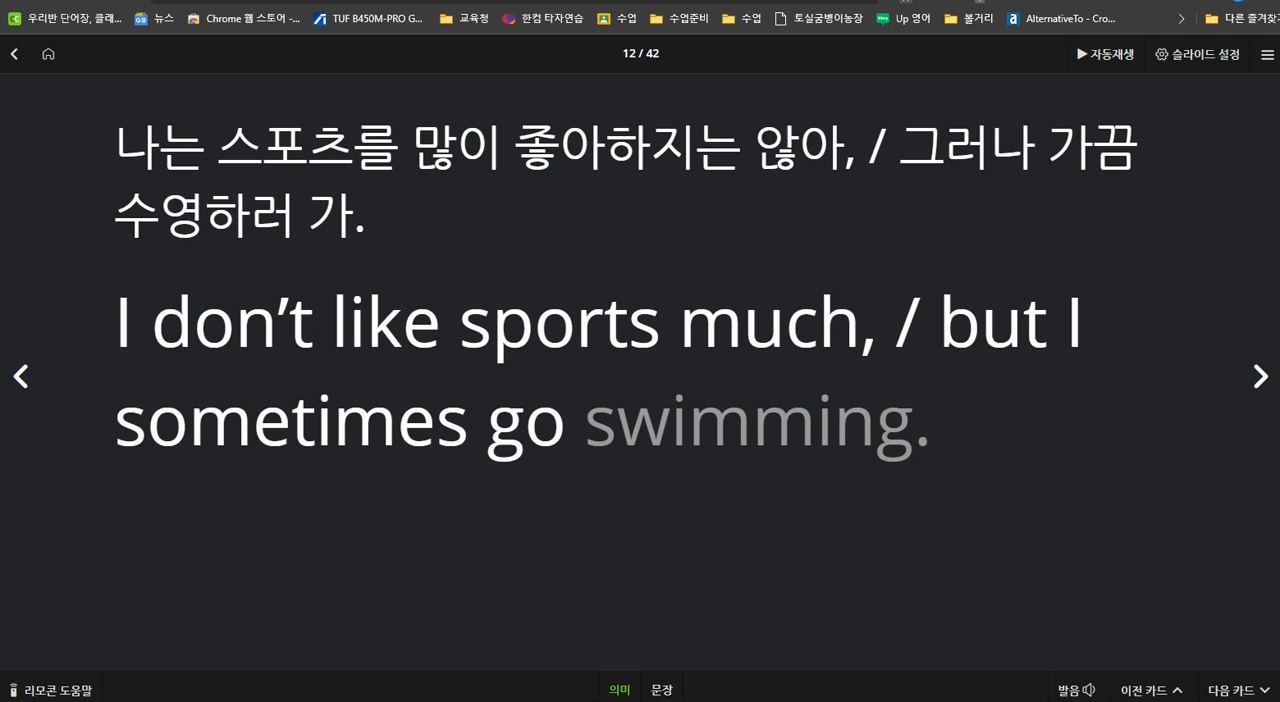 우리반 단어장, 클래... 뉴스 Chrome 웹 스토어 -... TUF B450M-PRO G... 교육청 한컴 타자연습 수업 수업준비 수업 토실굼뱅이농장 Up 영어 볼거리 AlternativeTo - Cro... 다른 즐겨찾기
12 / 42 자동재생 슬라이드 설정
나는 스포츠를 많이 좋아하지는 않아, / 그러나 가끔
수영하러 가.
I don’t like sports much, / but I
sometimes go swimming.
리모콘 도움말 의미 문장 발음 이전 카드 다음 카드